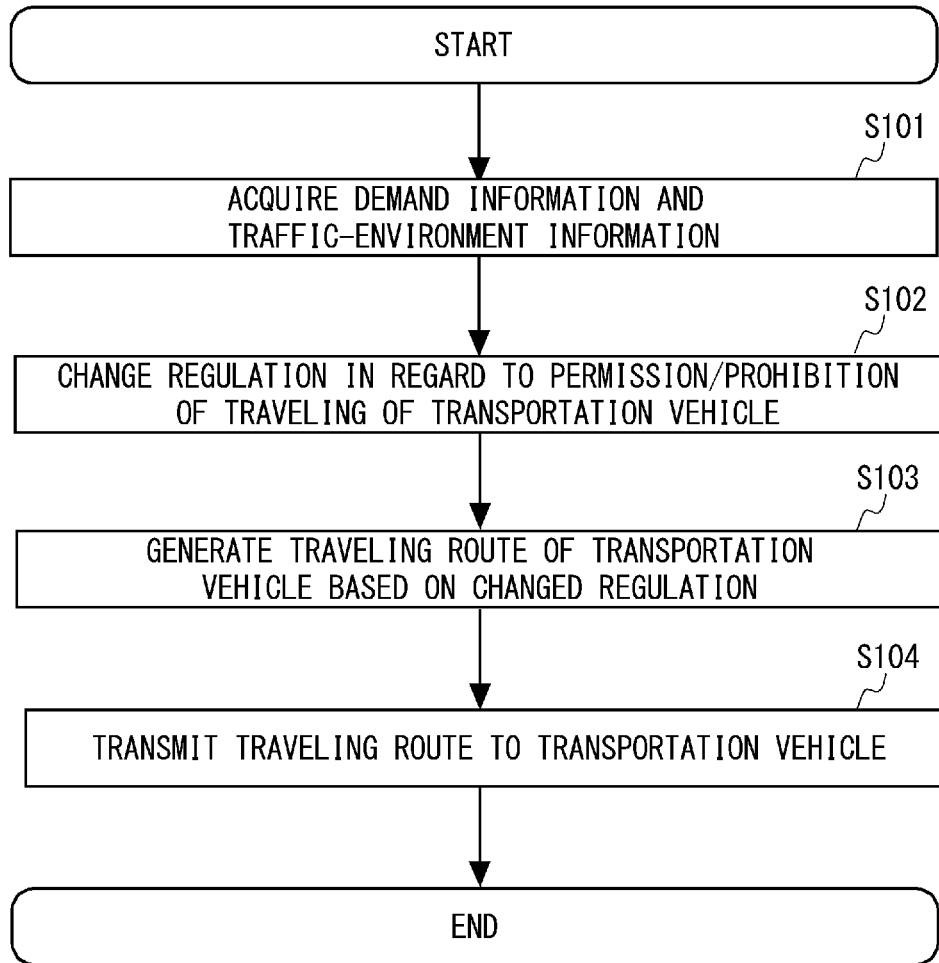 START
S101
ACQUIRE DEMAND INFORMATION AND
TRAFFIC-ENVIRONMENT INFORMATION
S102
CHANGE REGULATION IN REGARD TO PERMISSION/PROHIBITION
OF TRAVELING OF TRANSPORTATION VEHICLE
S103
GENERATE TRAVELING ROUTE OF TRANSPORTATION
VEHICLE BASED ON CHANGED REGULATION
S104
TRANSMIT TRAVELING ROUTE TO TRANSPORTATION VEHICLE
END